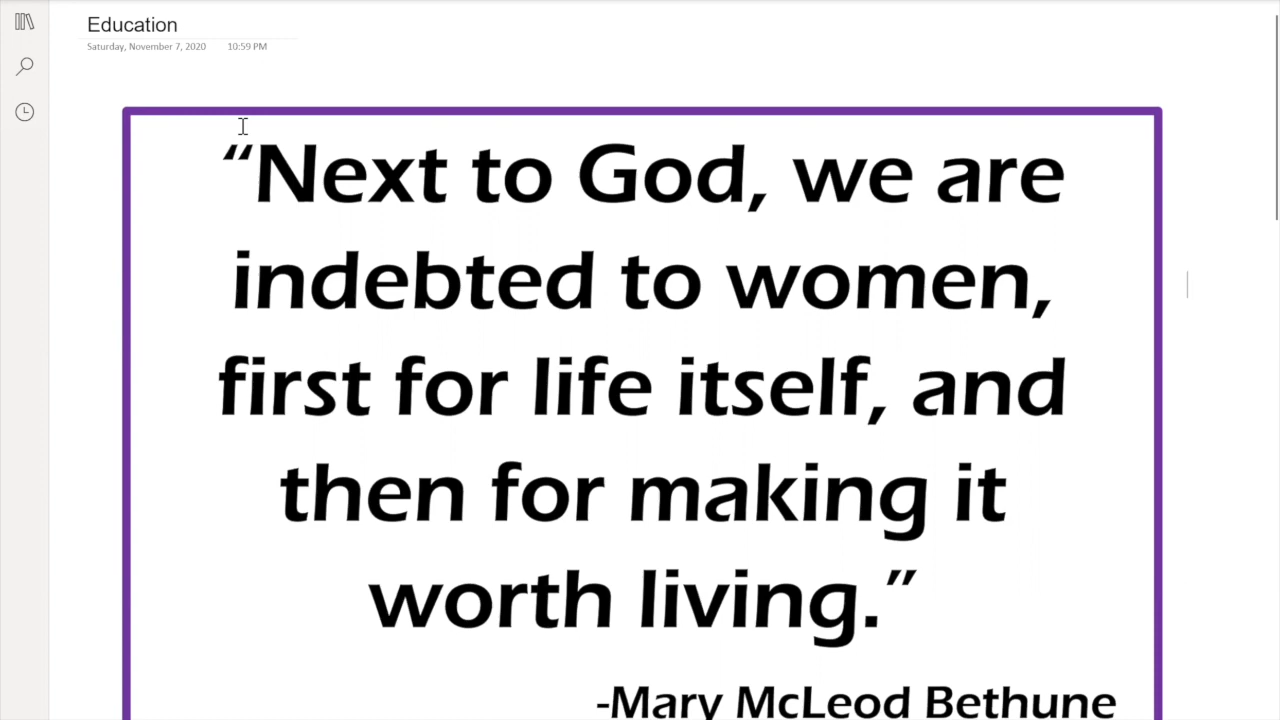 Education
Saturday, November 7, 2020 10:59 PM
“Next to God, we are
indebted to women,
first for life itself, and
then for making it
worth living.”
-Mary McLeod Bethune